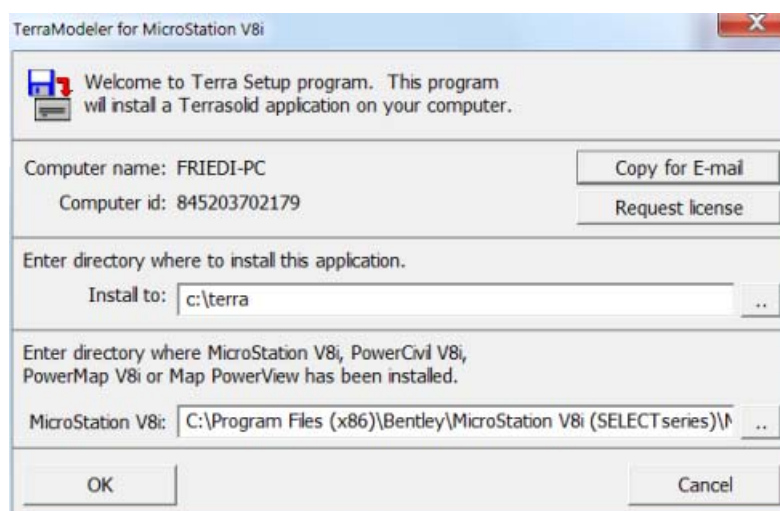 TerraModeler for MicroStation V8i
Welcome to Terra Setup program. This program
will install a Terrasolid application on your computer.
Computer name: FRIEDI-PC
Copy for E-mail
Computer id: 845203702179
Request license
Enter directory where to install this application.
Install to: c:\terra
..
Enter directory where MicroStation V8i, PowerCivil V8i,
PowerMap V8i or Map PowerView has been installed.
MicroStation V8i: C:\Program Files (x86)\Bentley\MicroStation V8i (SELECTseries)\
..
OK
Cancel